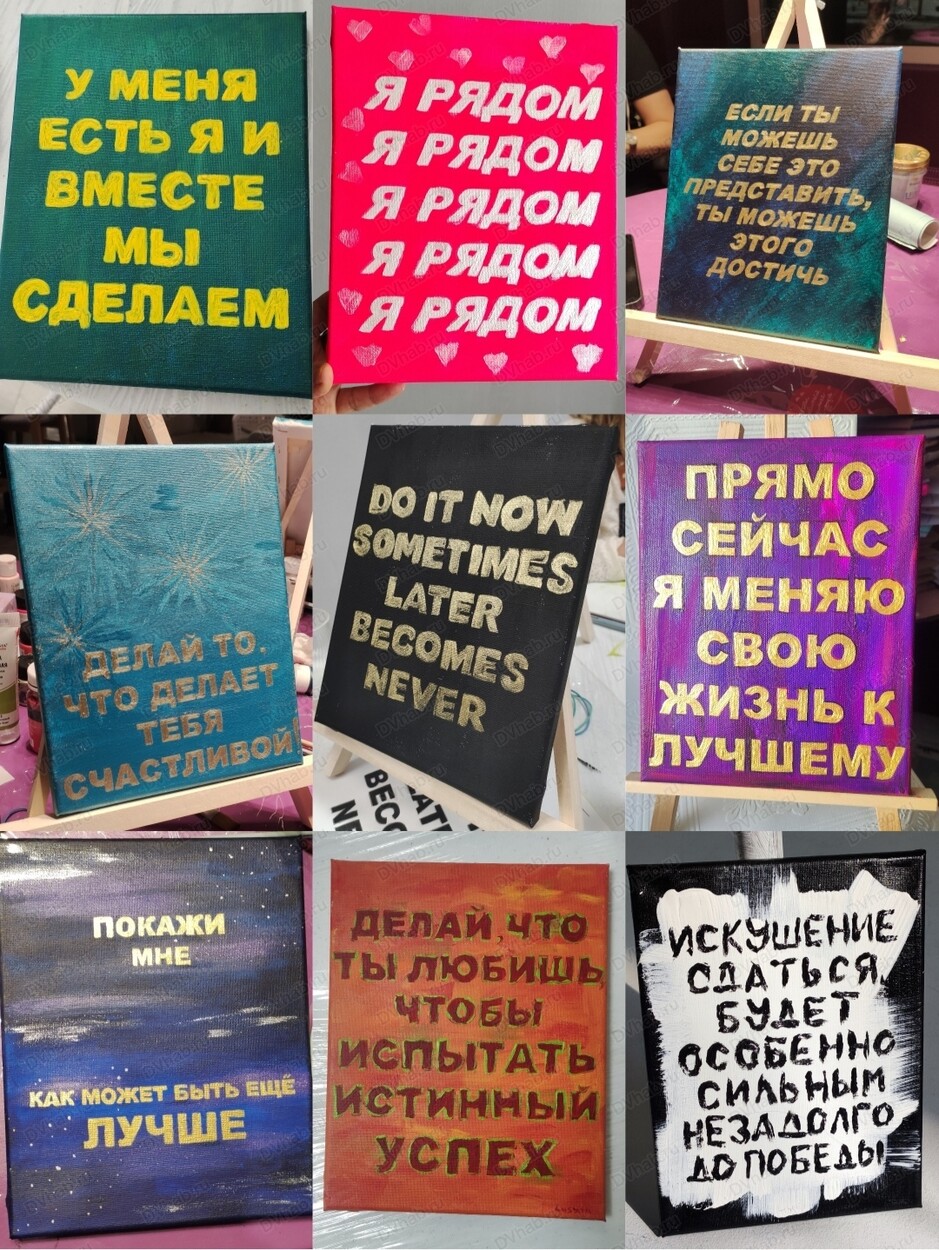 У МЕНЯ
ЕСТЬ Я И
ВМЕСТЕ
МЫ
СДЕЛАЕМ
Я РЯДОМ
Я РЯДОМ
Я РЯДОМ
Я РЯДОМ
Я РЯДОМ
ЕСЛИ ТЫ
МОЖЕШЬ
СЕБЕ ЭТО
ПРЕДСТАВИТЬ,
ТЫ МОЖЕШЬ
ЭТОГО
ДОСТИЧЬ
ДЕЛАЙ ТО,
ЧТО ДЕЛАЕТ
ТЕБЯ
СЧАСТЛИВОЙ!
DO IT NOW
SOMETIMES
LATER
BECOMES
NEVER
ПРЯМО
СЕЙЧАС
Я МЕНЯЮ
СВОЮ
ЖИЗНЬ К
ЛУЧШЕМУ
ПОКАЖИ
МНЕ
КАК МОЖЕТ БЫТЬ ЕЩЁ
ЛУЧШЕ
ДЕЛАЙ, ЧТО
ТЫ ЛЮБИШЬ,
ЧТОБЫ
ИСПЫТАТЬ
ИСТИННЫЙ
УСПЕХ
ИСКУШЕНИЕ
СДАТЬСЯ,
БУДЕТ
ОСОБЕННО
СИЛЬНЫМ
НЕЗАДОЛГО
ДО ПОБЕДЫ
DVhab.ru